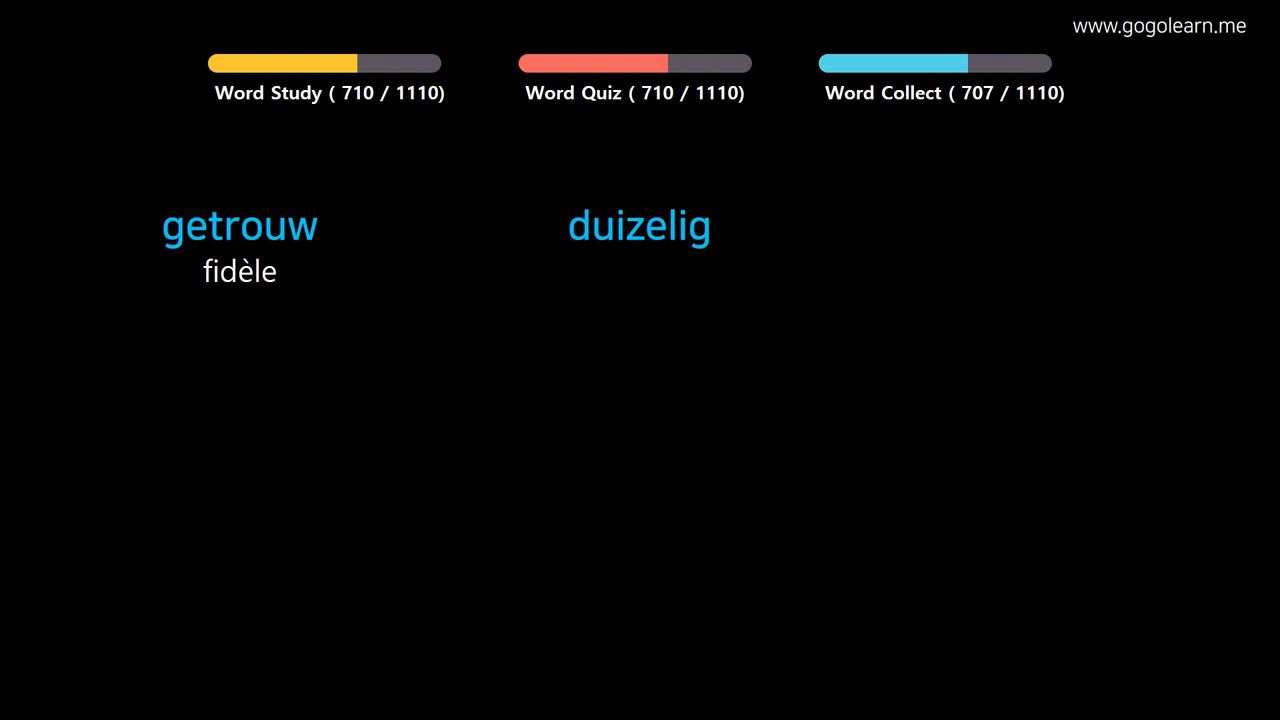 www.gogolearn.me
Word Study ( 710 / 1110)
Word Quiz ( 710 / 1110)
Word Collect ( 707 / 1110)
getrouw
fidèle
duizelig